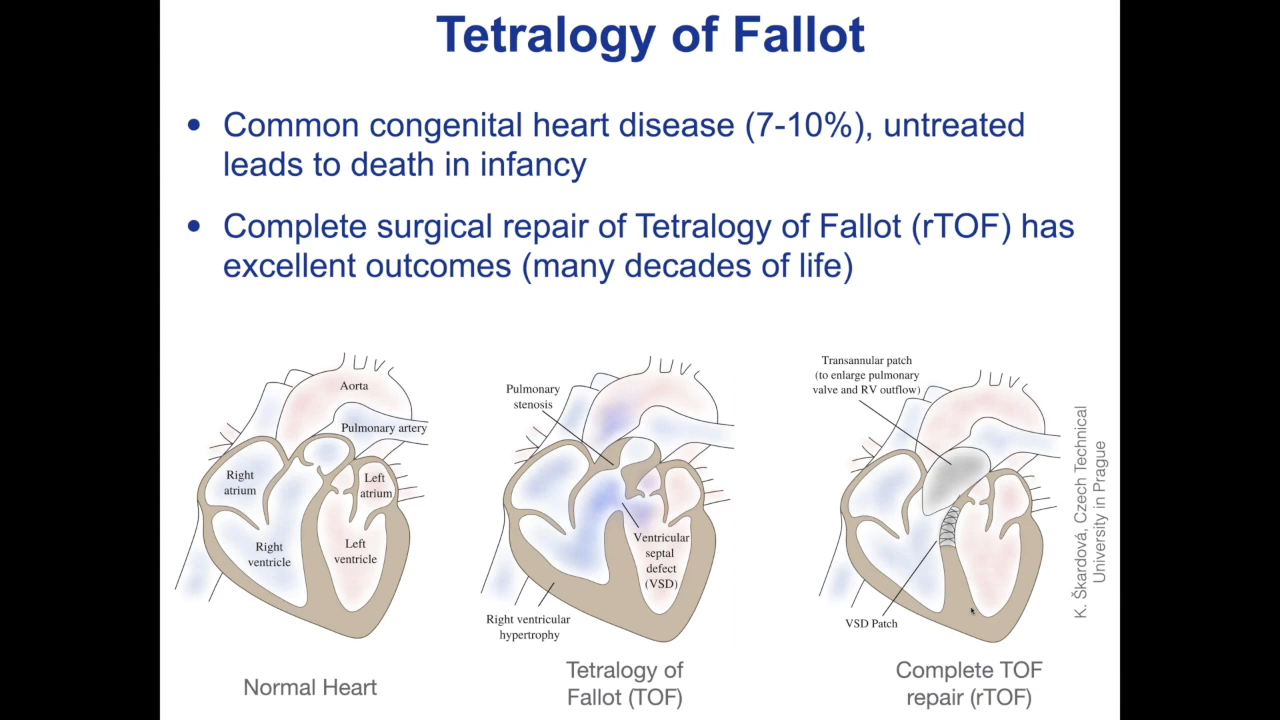 Tetralogy of Fallot
• Common congenital heart disease (7-10%), untreated
leads to death in infancy
• Complete surgical repair of Tetralogy of Fallot (rTOF) has
excellent outcomes (many decades of life)
Aorta
Pulmonary artery
Right
atrium
Left
atrium
Right
ventricle
Left
ventricle
Normal Heart
Pulmonary
stenosis
Ventricular
septal
defect
(VSD)
Right ventricular
hypertrophy
Tetralogy of
Fallot (TOF)
Transannular patch
(to enlarge pulmonary
valve and RV outflow)
VSD Patch
Complete TOF
repair (rTOF)
K. Škardová, Czech Technical
University in Prague